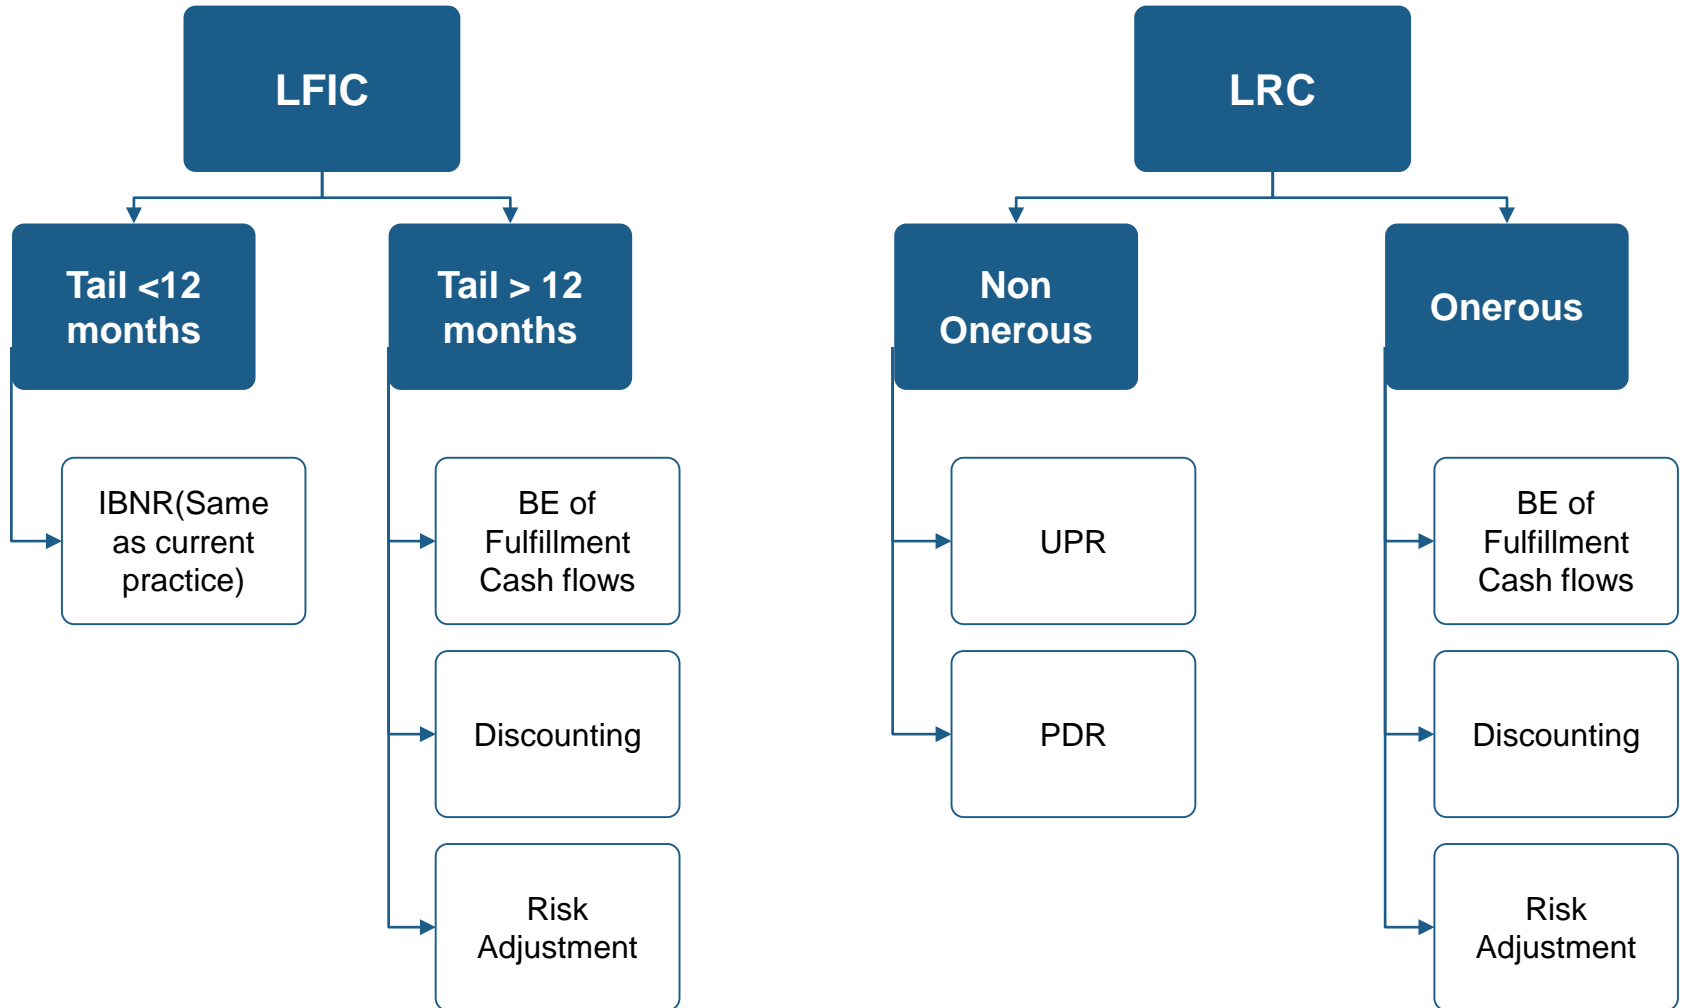 LFIC
Tail <12
months
IBNR(Same
as current
practice)
Tail > 12
months
BE of
Fulfillment
Cash flows
Discounting
Risk
Adjustment
LRC
Non
Onerous
UPR
PDR
Onerous
BE of
Fulfillment
Cash flows
Discounting
Risk
Adjustment